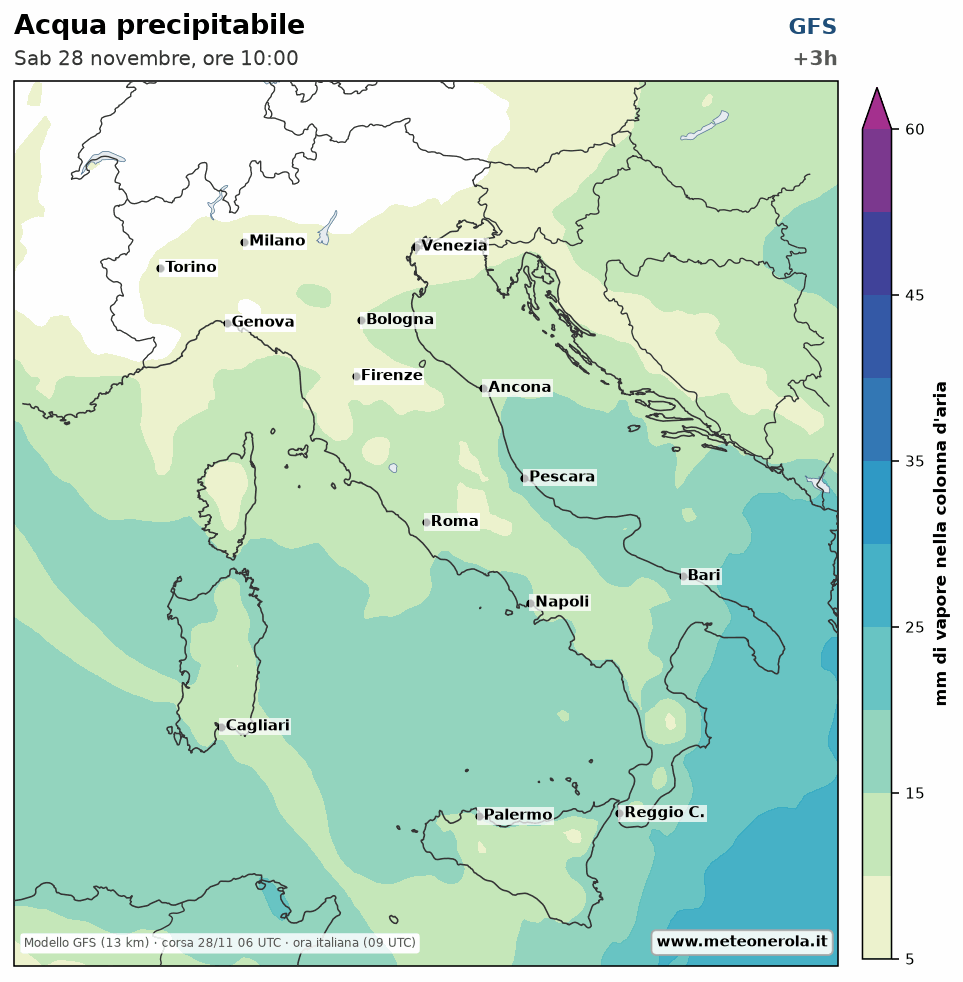 Acqua precipitabile
GFS
Sab 28 novembre, ore 10:00
+3h
Milano
Venezia
Torino
Genova
Bologna
Firenze
Ancona
Pescara
Roma
Bari
Napoli
Cagliari
Palermo
Reggio C.
60
45
35
25
15
5
mm di vapore nella colonna d'aria
Modello GFS (13 km) · corsa 28/11 06 UTC · ora italiana (09 UTC)
www.meteonerola.it